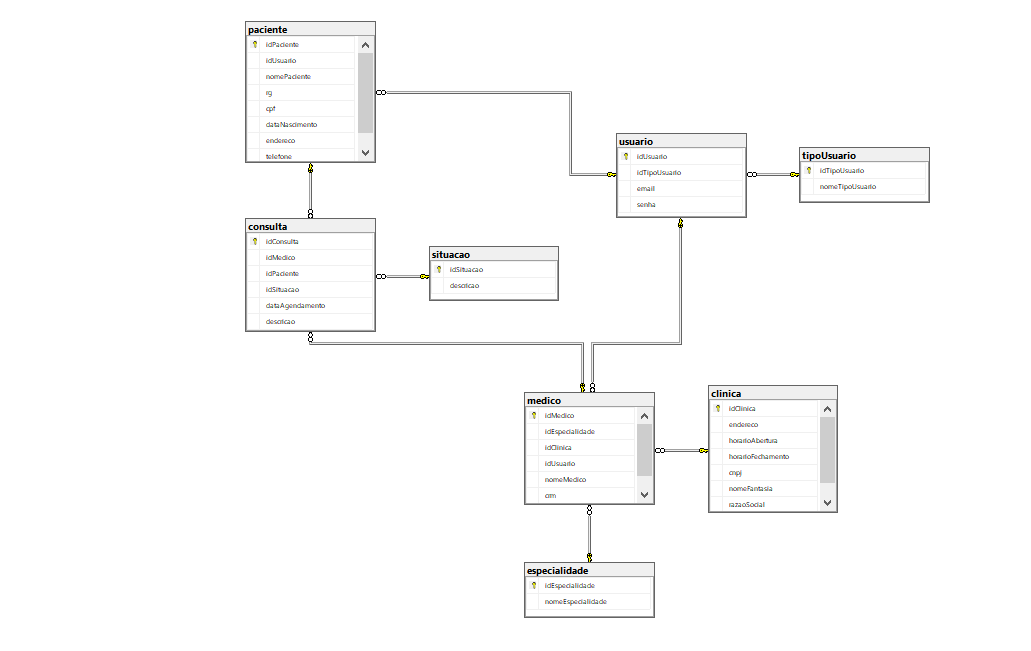 paciente
idPaciente
idUsuario
nomePaciente
rg
cpf
dataNascimento
endereco
telefone
usuario
idUsuario
idTipoUsuario
email
senha
tipoUsuario
idTipoUsuario
nomeTipoUsuario
consulta
idConsulta
idMedico
idPaciente
idSituacao
dataAgendamento
descricao
situacao
idSituacao
descricao
medico
idMedico
idEspecialidade
idClinica
idUsuario
nomeMedico
crm
clinica
idClinica
endereco
horarioAbertura
horarioFechamento
cnpj
nomeFantasia
razaoSocial
especialidade
idEspecialidade
nomeEspecialidade